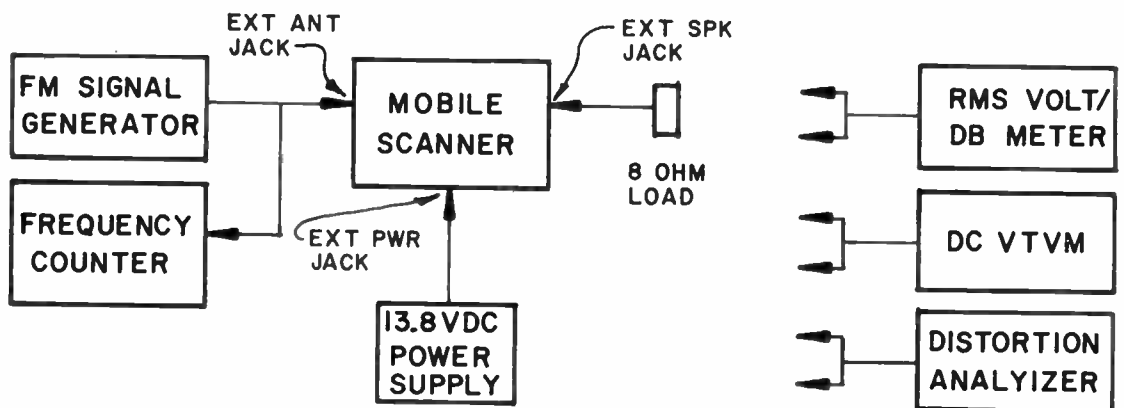 EXT ANT
JACK
EXT SPK
JACK
FM SIGNAL
GENERATOR
MOBILE
SCANNER
8 OHM
LOAD
RMS VOLT/
DB METER
FREQUENCY
COUNTER
EXT PWR
JACK
DC VTVM
13.8VDC
POWER
SUPPLY
DISTORTION
ANALYIZER